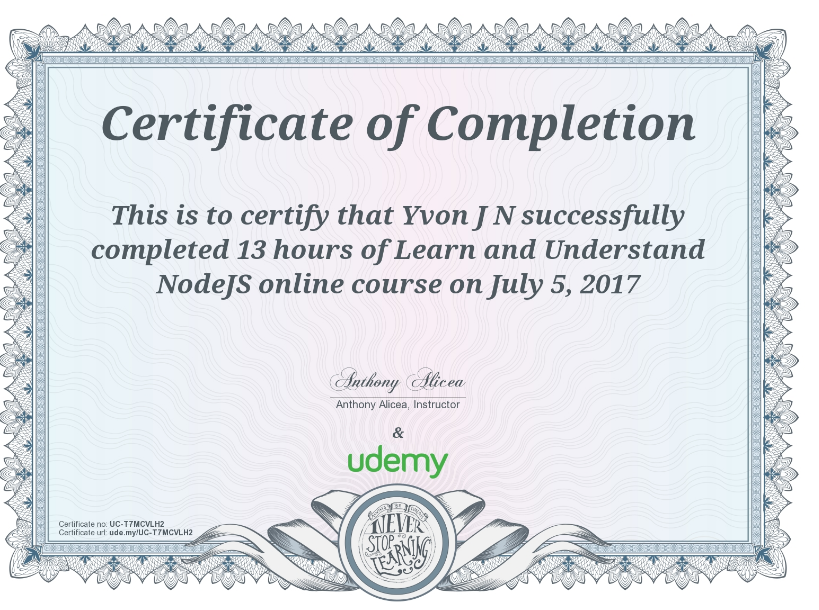 Certificate of Completion
This is to certify that Yvon J N successfully
completed 13 hours of Learn and Understand
NodeJS online course on July 5, 2017
Anthony Alicea
Anthony Alicea, Instructor
&
udemy
Certificate no: UC-T7MCVLH2
Certificate url: ude.my/UC-T7MCVLH2
NEVER
STOP
LEARNING